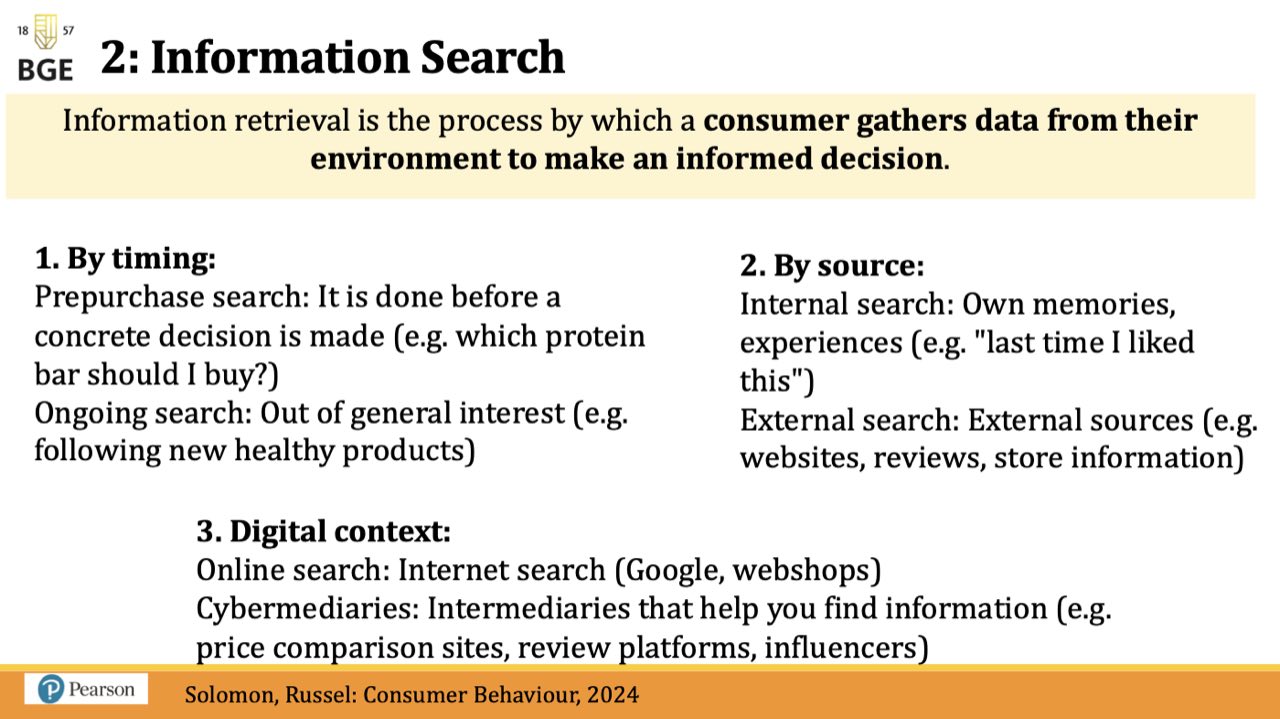 18 57
BGE
2: Information Search
Information retrieval is the process by which a consumer gathers data from their
environment to make an informed decision.
1. By timing:
Prepurchase search: It is done before a
concrete decision is made (e.g. which protein
bar should I buy?)
Ongoing search: Out of general interest (e.g.
following new healthy products)
2. By source:
Internal search: Own memories,
experiences (e.g. "last time I liked
this")
External search: External sources (e.g.
websites, reviews, store information)
3. Digital context:
Online search: Internet search (Google, webshops)
Cybermediaries: Intermediaries that help you find information (e.g.
price comparison sites, review platforms, influencers)
P Pearson
Solomon, Russel: Consumer Behaviour, 2024